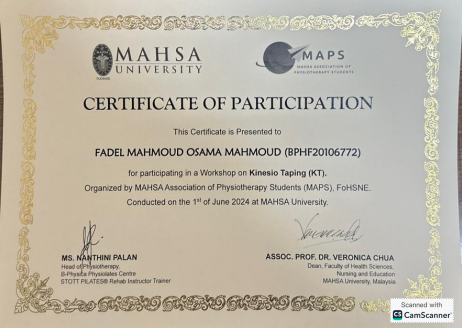 MAHSA
UNIVERSITY
MAPS
MAHSA ASSOCIATION OF
PHYSIOTHERAPY STUDENTS
CERTIFICATE OF PARTICIPATION
This Certificate is Presented to
FADEL MAHMOUD OSAMA MAHMOUD (BPHF20106772)
for participating in a Workshop on Kinesio Taping (KT).
Organized by MAHSA Association of Physiotherapy Students (MAPS), FoHSNE.
Conducted on the 1st of June 2024 at MAHSA University.
MS. NANTHINI PALAN
Head of Physiotherapy,
B-Physica Physiolates Centre
STOTT PILATES® Rehab Instructor Trainer
ASSOC. PROF. DR. VERONICA CHUA
Dean, Faculty of Health Sciences,
Nursing and Education
MAHSA University, Malaysia
Scanned with
CS CamScanner